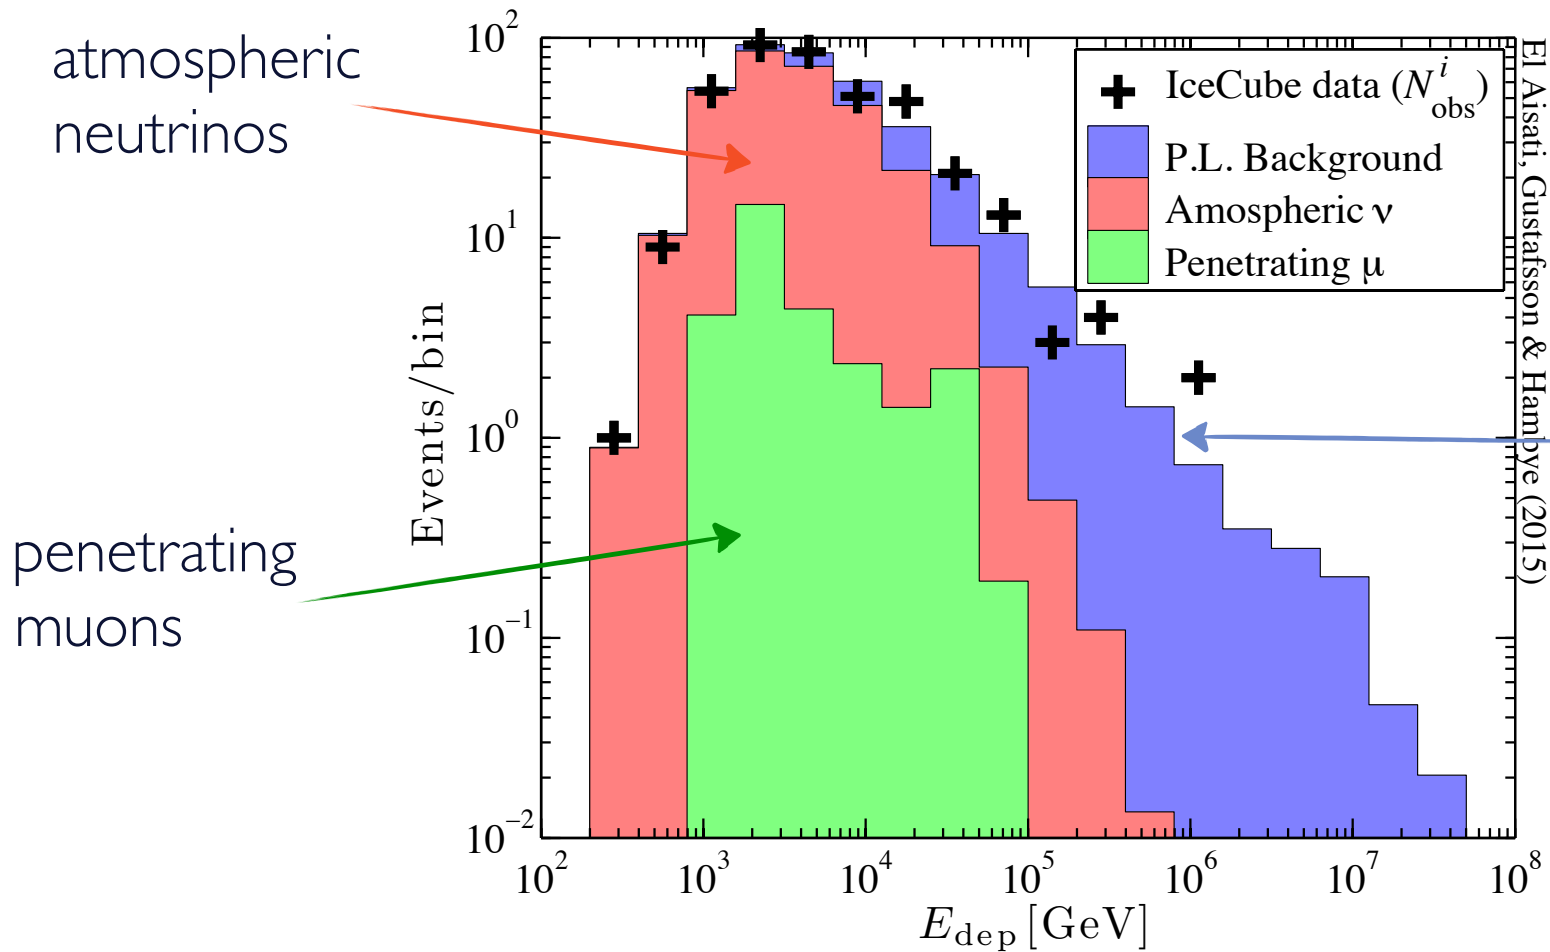 atmospheric
neutrinos
penetrating
muons
Events/bin
10^2
10^1
10^0
10^-1
10^-2
IceCube data (N^i_obs)
P.L. Background
Amospheric ν
Penetrating μ
10^2 10^3 10^4 10^5 10^6 10^7 10^8
E_dep [GeV]
El Aisati, Gustafsson & Hambye (2015)